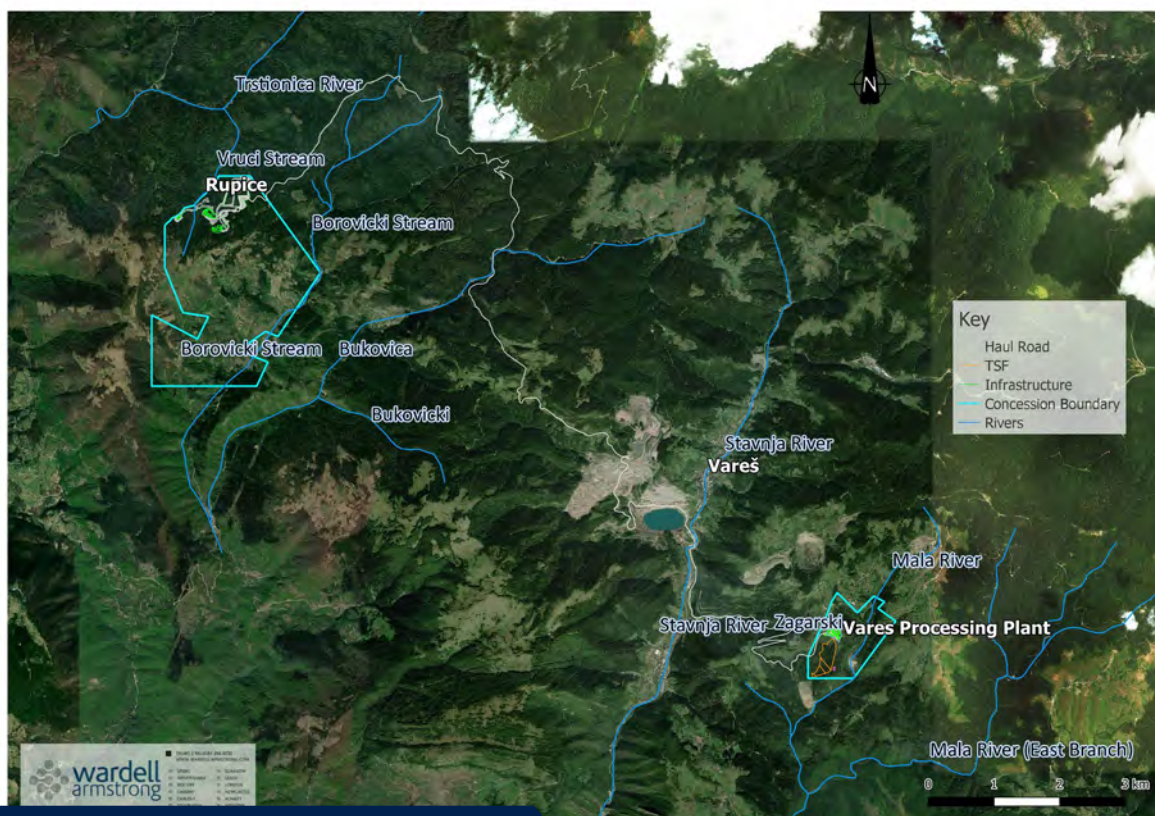 N
Trstionica River
Vruci Stream
Rupice
Borovicki Stream
Borovicki Stream
Bukovica
Bukovicki
Key
Haul Road
TSF
Infrastructure
Concession Boundary
Rivers
Stavnja River
Vareš
Mala River
Stavnja River
Zagarski
Vares Processing Plant
Mala River (East Branch)
wardell
armstrong
0 1 2 3 km